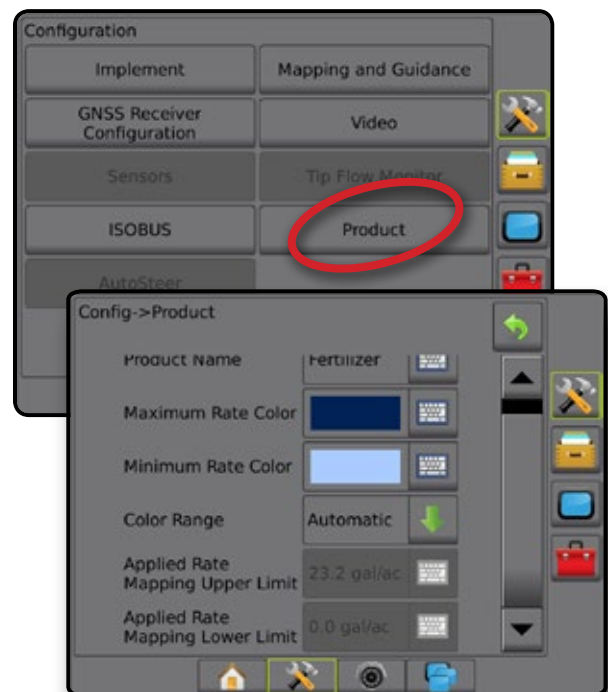 Configuration
Implement
Mapping and Guidance
GNSS Receiver
Configuration
Video
Sensors
Tip Flow Monitor
ISOBUS
Product
AutoSteer
Config->Product
Product Name
Fertilizer
Maximum Rate Color
Minimum Rate Color
Color Range
Automatic
Applied Rate
Mapping Upper Limit
23.2 gal/ac
Applied Rate
Mapping Lower Limit
0.0 gal/ac